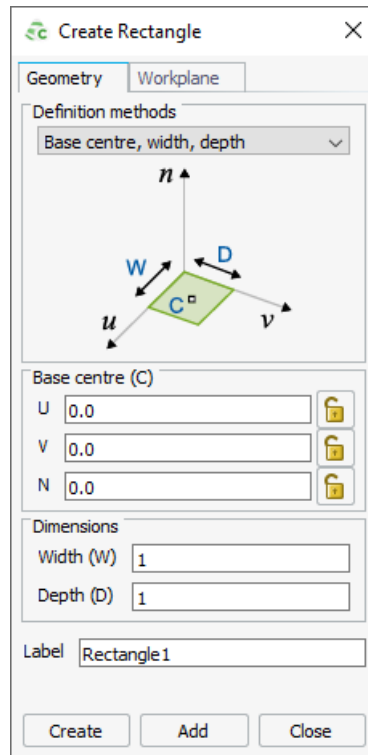 Create Rectangle
Geometry Workplane
Definition methods
Base centre, width, depth
n
W D
C
u v
Base centre (C)
U 0.0
V 0.0
N 0.0
Dimensions
Width (W) 1
Depth (D) 1
Label Rectangle1
Create Add Close